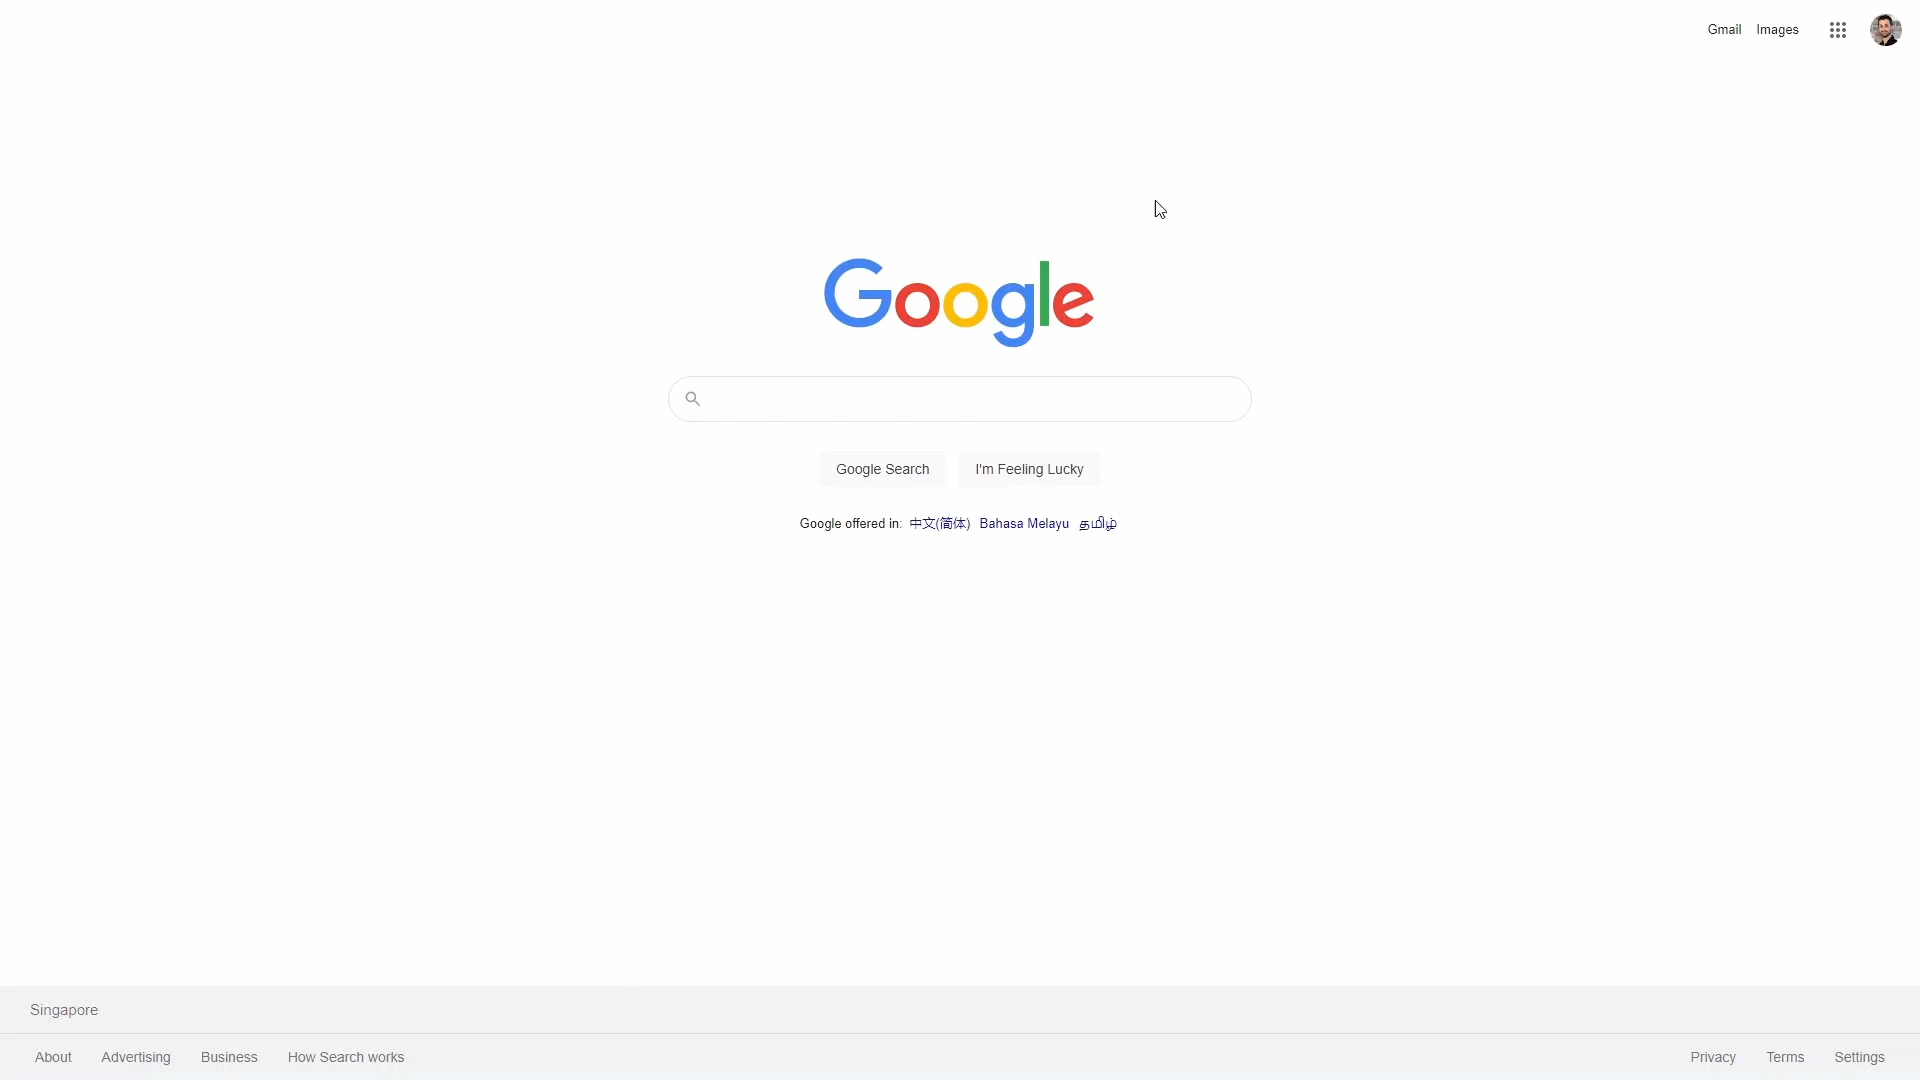 Gmail Images
Google
Google Search I'm Feeling Lucky
Google offered in: 中文(简体) Bahasa Melayu தமிழ்
Singapore
About Advertising Business How Search works Privacy Terms Settings